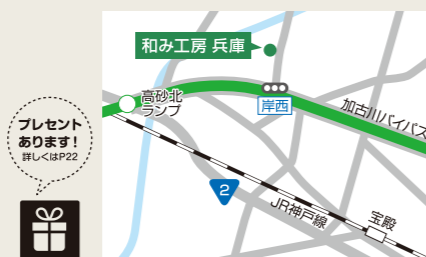 和み工房 兵庫
高砂北
ランプ
岸西
加古川バイパス
プレゼント
あります!
詳しくはP22
2
JR神戸線
宝殿